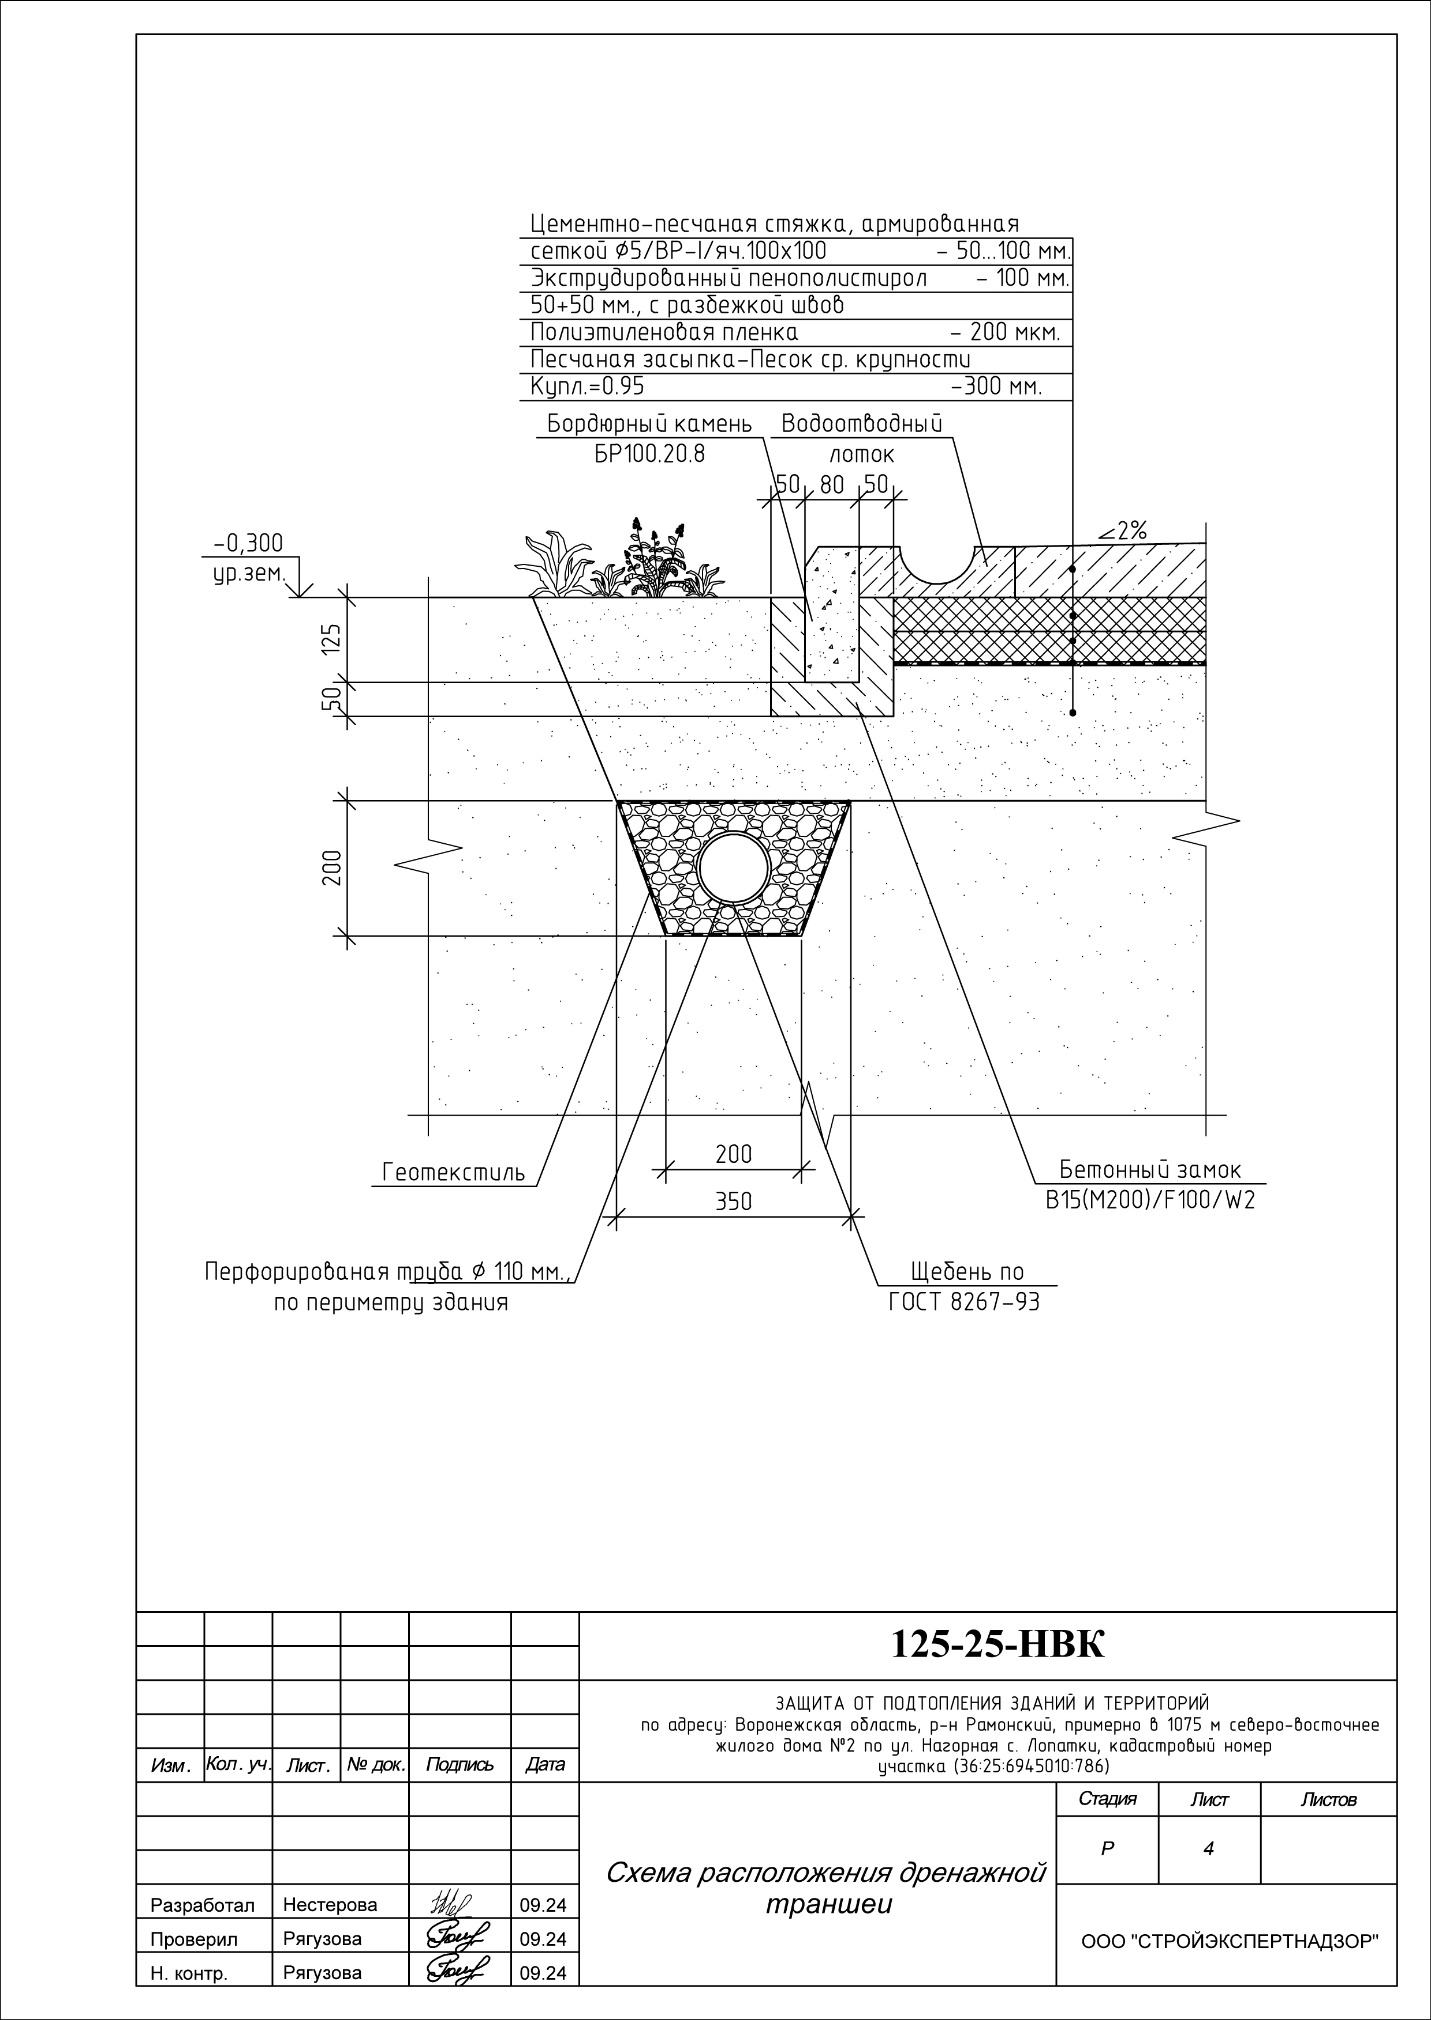 Цементно-песчаная стяжка, армированная
сеткой ϕ5/ВР-I/яч.100х100 - 50...100 мм.
Экструдированный пенополистирол - 100 мм.
50+50 мм., с разбежкой швов
Полиэтиленовая пленка - 200 мкм.
Песчаная засыпка-Песок ср. крупности
Купл.=0.95 -300 мм.
Бордюрный камень
БР100.20.8
Водоотводный
лоток
50 80 50
-0,300
ур.зем.
∠2%
125
50
200
200
350
Геотекстиль
Бетонный замок
В15(М200)/F100/W2
Перфорированая труба ϕ 110 мм.,
по периметру здания
Щебень по
ГОСТ 8267-93
125-25-НВК
ЗАЩИТА ОТ ПОДТОПЛЕНИЯ ЗДАНИЙ И ТЕРРИТОРИЙ
по адресу: Воронежская область, р-н Рамонский, примерно в 1075 м северо-восточнее
жилого дома №2 по ул. Нагорная с. Лопатки, кадастровый номер
участка (36:25:6945010:786)
Изм. Кол. уч. Лист. № док. Подпись Дата
Схема расположения дренажной
траншеи
Стадия Лист Листов
Р 4
Разработал Нестерова 09.24
Проверил Рягузова 09.24
Н. контр. Рягузова 09.24
ООО "СТРОЙЭКСПЕРТНАДЗОР"